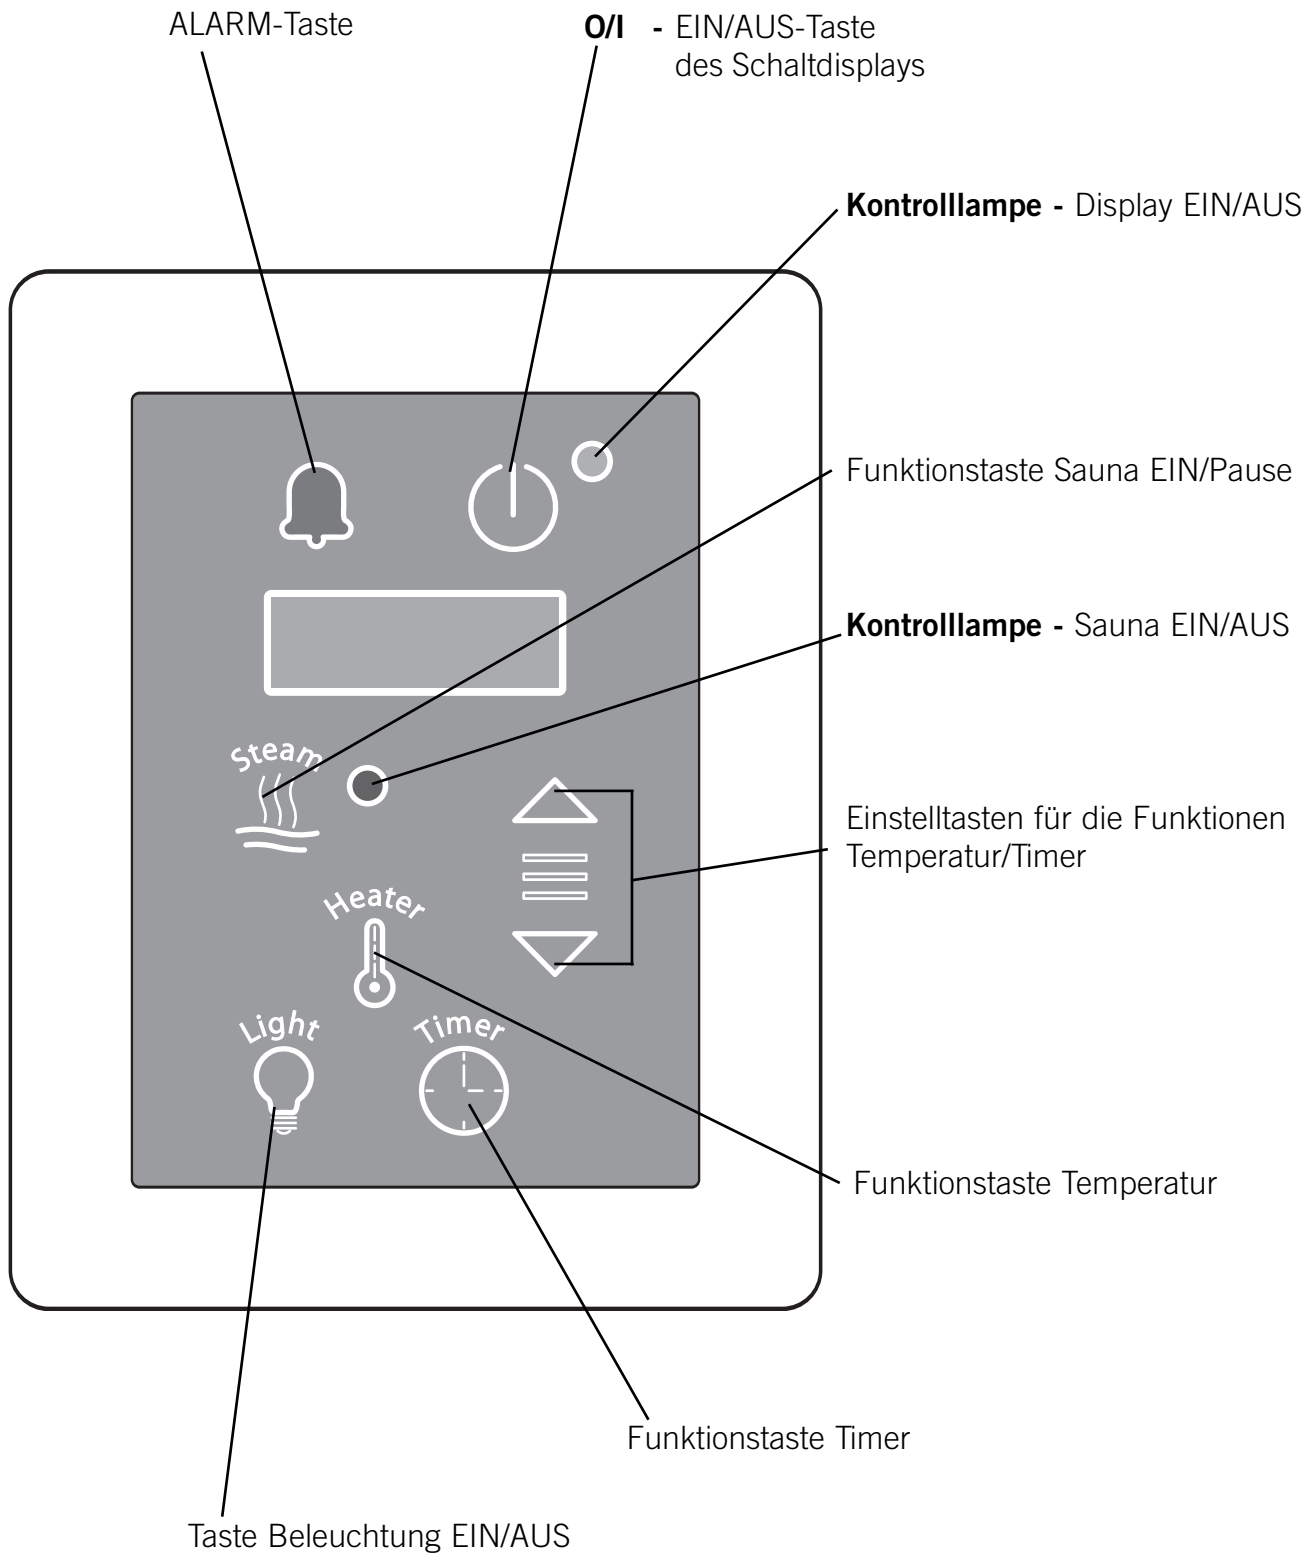 ALARM-Taste
O/I - EIN/AUS-Taste
des Schaltdisplays
Kontrolllampe - Display EIN/AUS
Funktionstaste Sauna EIN/Pause
Kontrolllampe - Sauna EIN/AUS
Steam
Einstelltasten für die Funktionen
Temperatur/Timer
Heater
Light
Timer
Funktionstaste Temperatur
Funktionstaste Timer
Taste Beleuchtung EIN/AUS